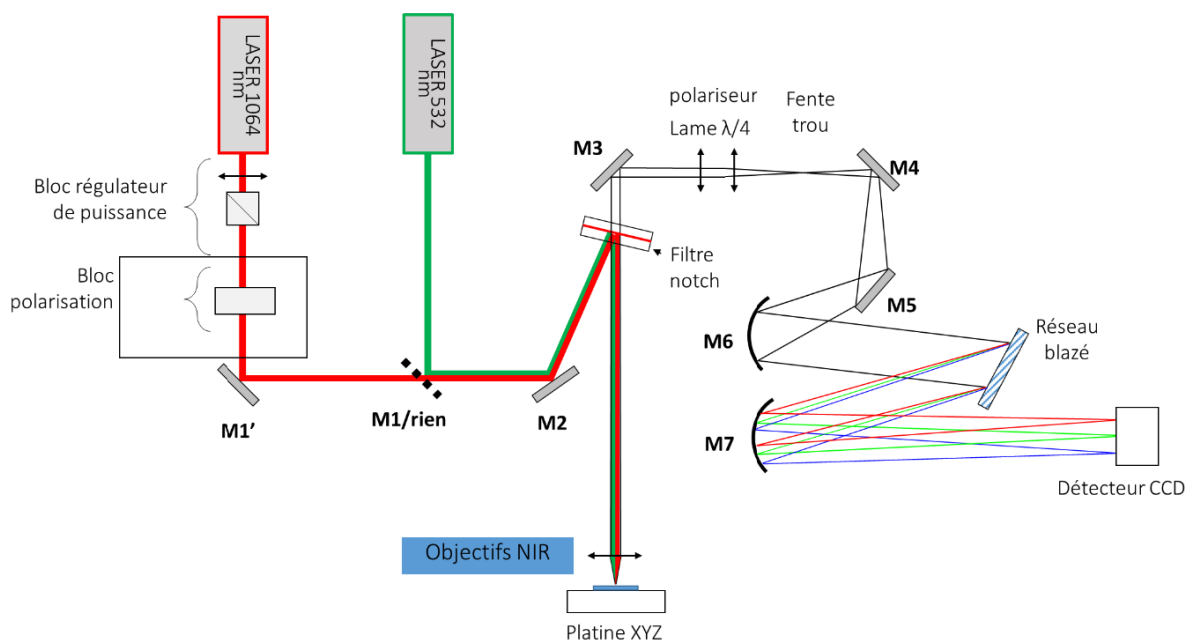 LASER 1064
nm
LASER 532
nm
Bloc régulateur
de puissance
Bloc
polarisation
M1’
M1/rien
M2
M3
polariseur
Lame λ/4
Fente
trou
M4
Filtre
notch
M5
M6
Réseau
blazé
M7
Détecteur CCD
Objectifs NIR
Platine XYZ